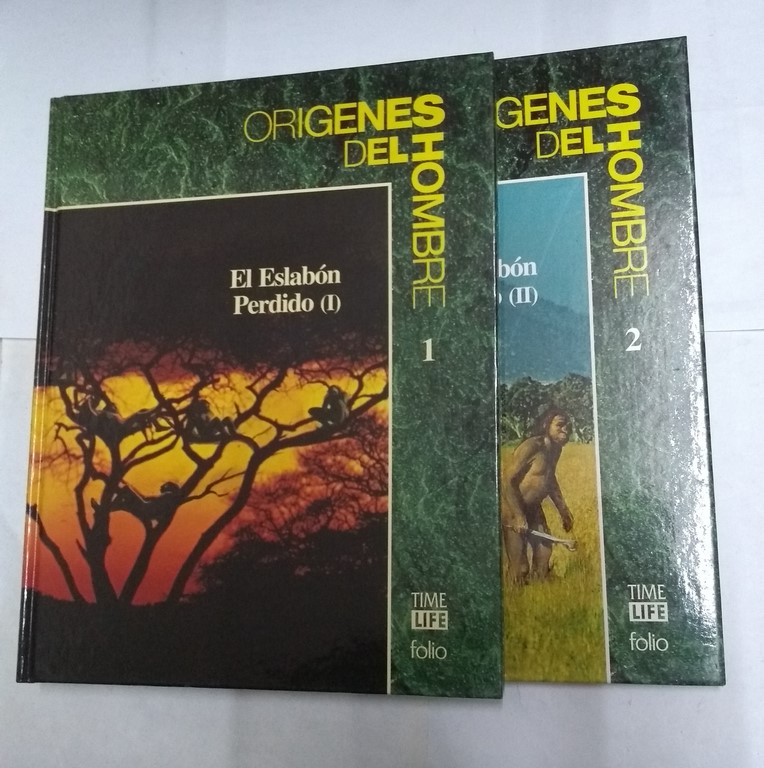 ORIGENES
DEL HOMBRE
El Eslabón
Perdido (I)
1
TIME
LIFE
folio
GENES
DEL HOMBRE
bón
o (II)
2
TIME
LIFE
folio